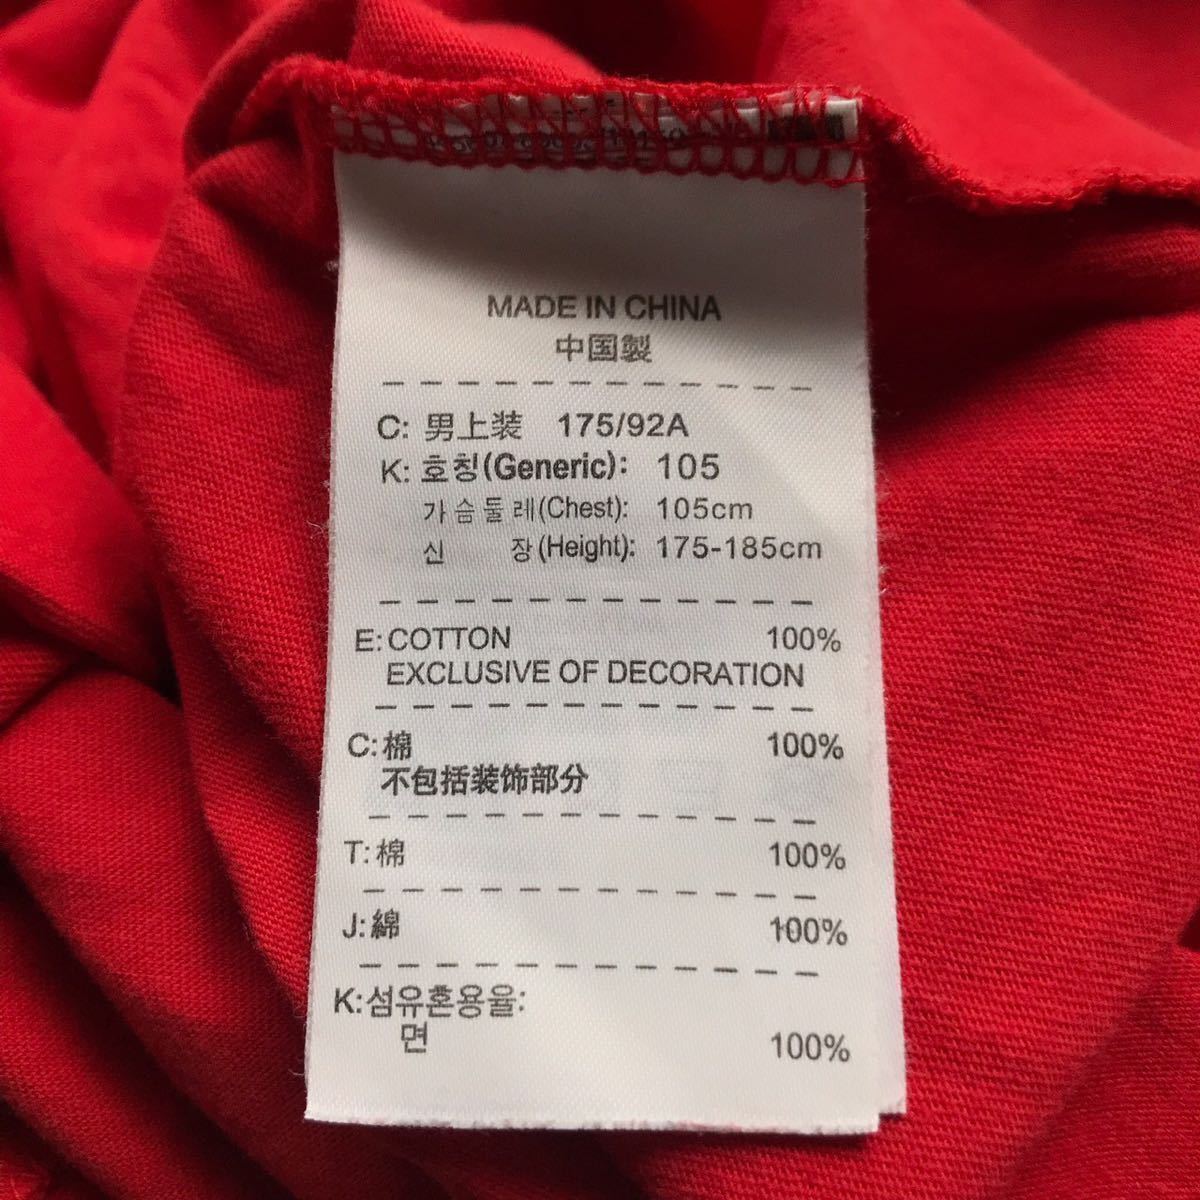 MADE IN CHINA
中国製
C: 男上装 175/92A
K: 호칭(Generic): 105
가슴둘레(Chest): 105cm
신 장(Height): 175-185cm
E: COTTON 100%
EXCLUSIVE OF DECORATION
C: 棉 100%
不包括装饰部分
T: 棉 100%
J: 綿 100%
K: 섬유혼용율:
면 100%